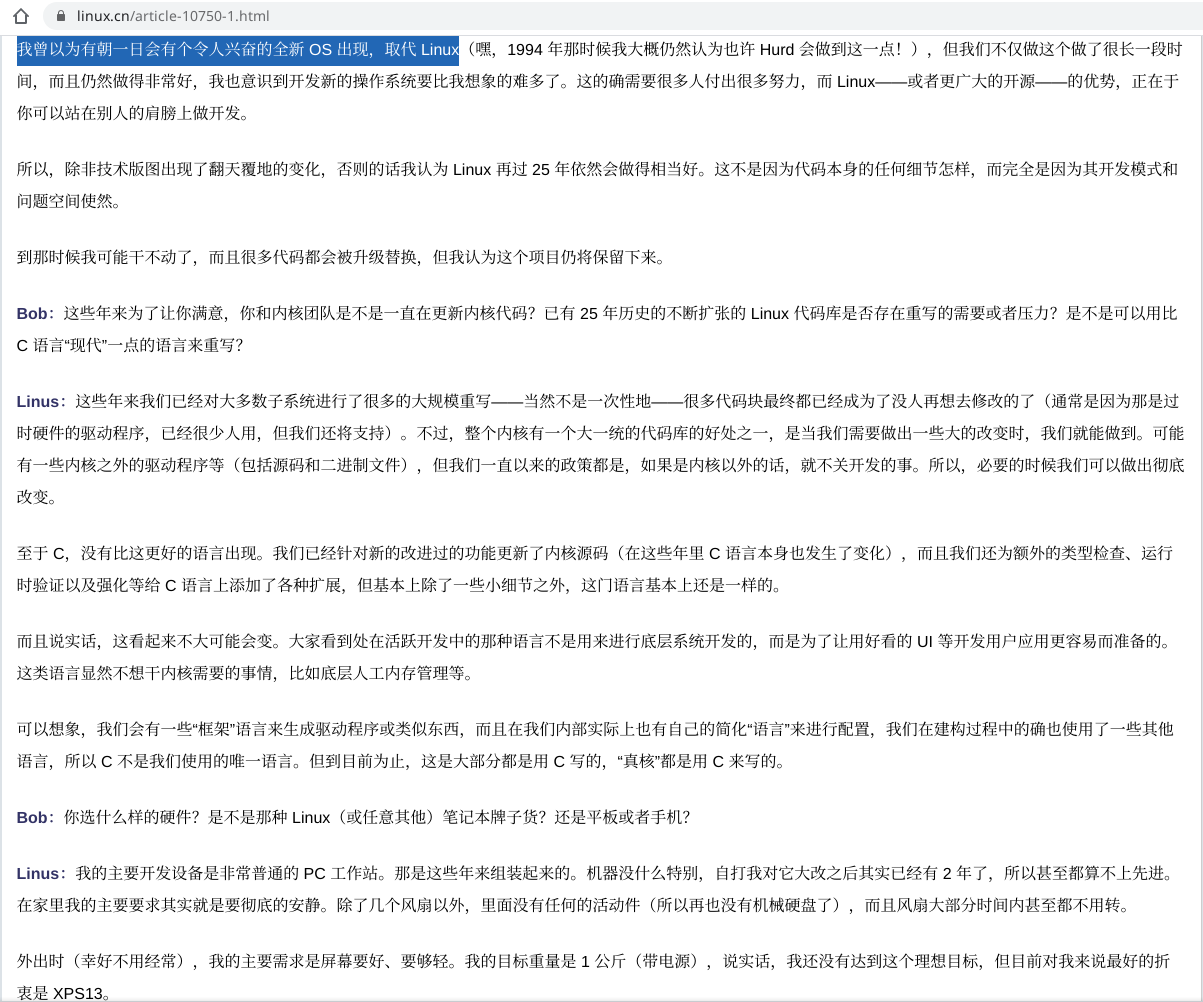 linux.cn/article-10750-1.html
我曾以为有朝一日会有个令人兴奋的全新 OS 出现，取代 Linux（嘿，1994 年那时候我大概仍然认为也许 Hurd 会做到这一点！），但我们不仅做这个做了很长一段时
间，而且仍然做得非常好，我也意识到开发新的操作系统要比我想象的难多了。这的确需要很多人付出很多努力，而 Linux——或者更广大的开源——的优势，正在于
你可以站在别人的肩膀上做开发。
所以，除非技术版图出现了翻天覆地的变化，否则的话我认为 Linux 再过 25 年依然会做得相当好。这不是因为代码本身的任何细节怎样，而完全是因为其开发模式和
问题空间使然。
到那时候我可能干不动了，而且很多代码都会被升级替换，但我认为这个项目仍将保留下来。
Bob：这些年来为了让你满意，你和内核团队是不是一直在更新内核代码？已有 25 年历史的不断扩张的 Linux 代码库是否存在重写的需要或者压力？是不是可以用比
C 语言“现代”一点的语言来重写？
Linus：这些年来我们已经对大多数子系统进行了很多的大规模重写——当然不是一次性地——很多代码块最终都已经成为了没人再想去修改的了（通常是因为那是过
时硬件的驱动程序，已经很少人用，但我们还将支持）。不过，整个内核有一个大一统的代码库的好处之一，是当我们需要做出一些大的改变时，我们就能做到。可能
有一些内核之外的驱动程序等（包括源码和二进制文件），但我们一直以来的政策都是，如果是内核以外的话，就不关开发的事。所以，必要的时候我们可以做出彻底
改变。
至于 C，没有比这更好的语言出现。我们已经针对新的改进过的功能更新了内核源码（在这些年里 C 语言本身也发生了变化），而且我们还为额外的类型检查、运行
时验证以及强化等给 C 语言上添加了各种扩展，但基本上除了一些小细节之外，这门语言基本上还是一样的。
而且说实话，这看起来不大可能会变。大家看到处在活跃开发中的那种语言不是用来进行底层系统开发的，而是为了让用好看的 UI 等开发用户应用更容易而准备的。
这类语言显然不想干内核需要的事情，比如底层人工内存管理等。
可以想象，我们会有一些“框架”语言来生成驱动程序或类似东西，而且在我们内部实际上也有自己的简化“语言”来进行配置，我们在建构过程中的确也使用了一些其他
语言，所以 C 不是我们使用的唯一语言。但到目前为止，这是大部分都是用 C 写的，“真核”都是用 C 来写的。
Bob：你选什么样的硬件？是不是那种 Linux（或任意其他）笔记本牌子货？还是平板或者手机？
Linus：我的主要开发设备是非常普通的 PC 工作站。那是这些年来组装起来的。机器没什么特别，自打我对它大改之后其实已经有 2 年了，所以甚至都算不上先进。
在家里我的主要要求其实就是要彻底的安静。除了几个风扇以外，里面没有任何的活动件（所以再也没有机械硬盘了），而且风扇大部分时间内甚至都不用转。
外出时（幸好不用经常），我的主要需求是屏幕要好、要够轻。我的目标重量是 1 公斤（带电源），说实话，我还没有达到这个理想目标，但目前对我来说最好的折
衷是 XPS13。